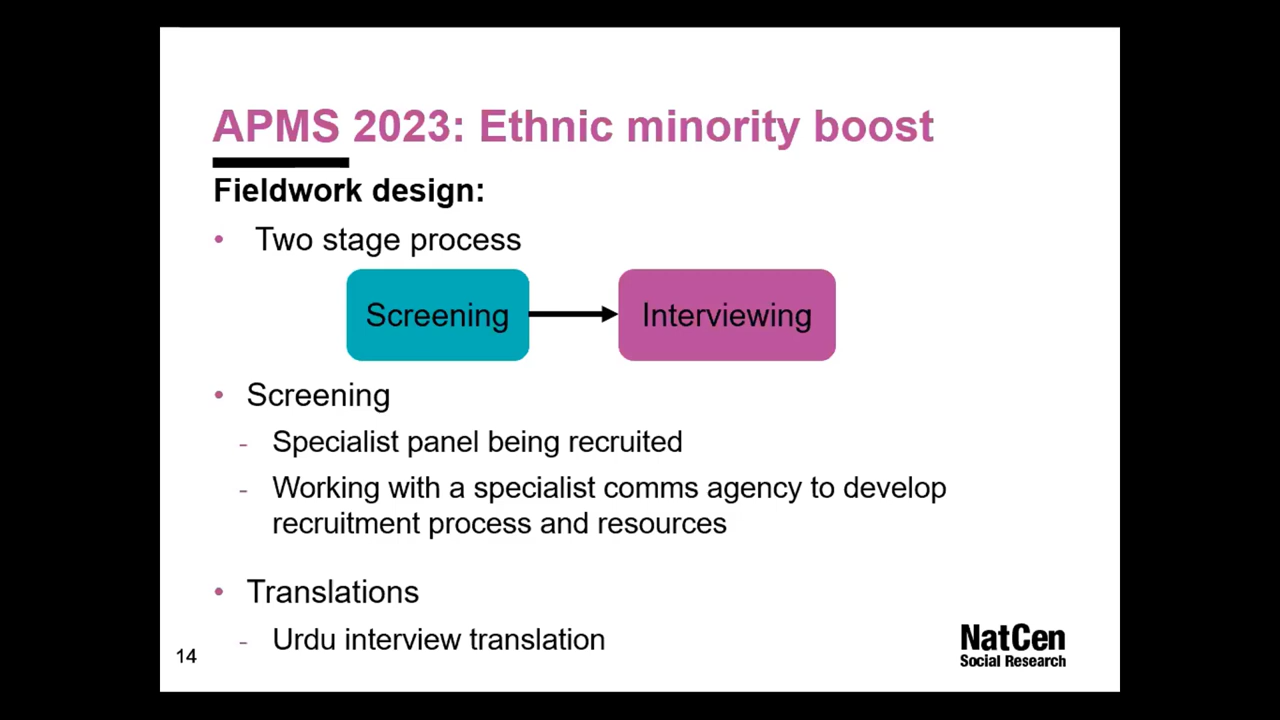 APMS 2023: Ethnic minority boost
Fieldwork design:
• Two stage process
Screening
Interviewing
• Screening
- Specialist panel being recruited
- Working with a specialist comms agency to develop
recruitment process and resources
• Translations
- Urdu interview translation
14
NatCen
Social Research